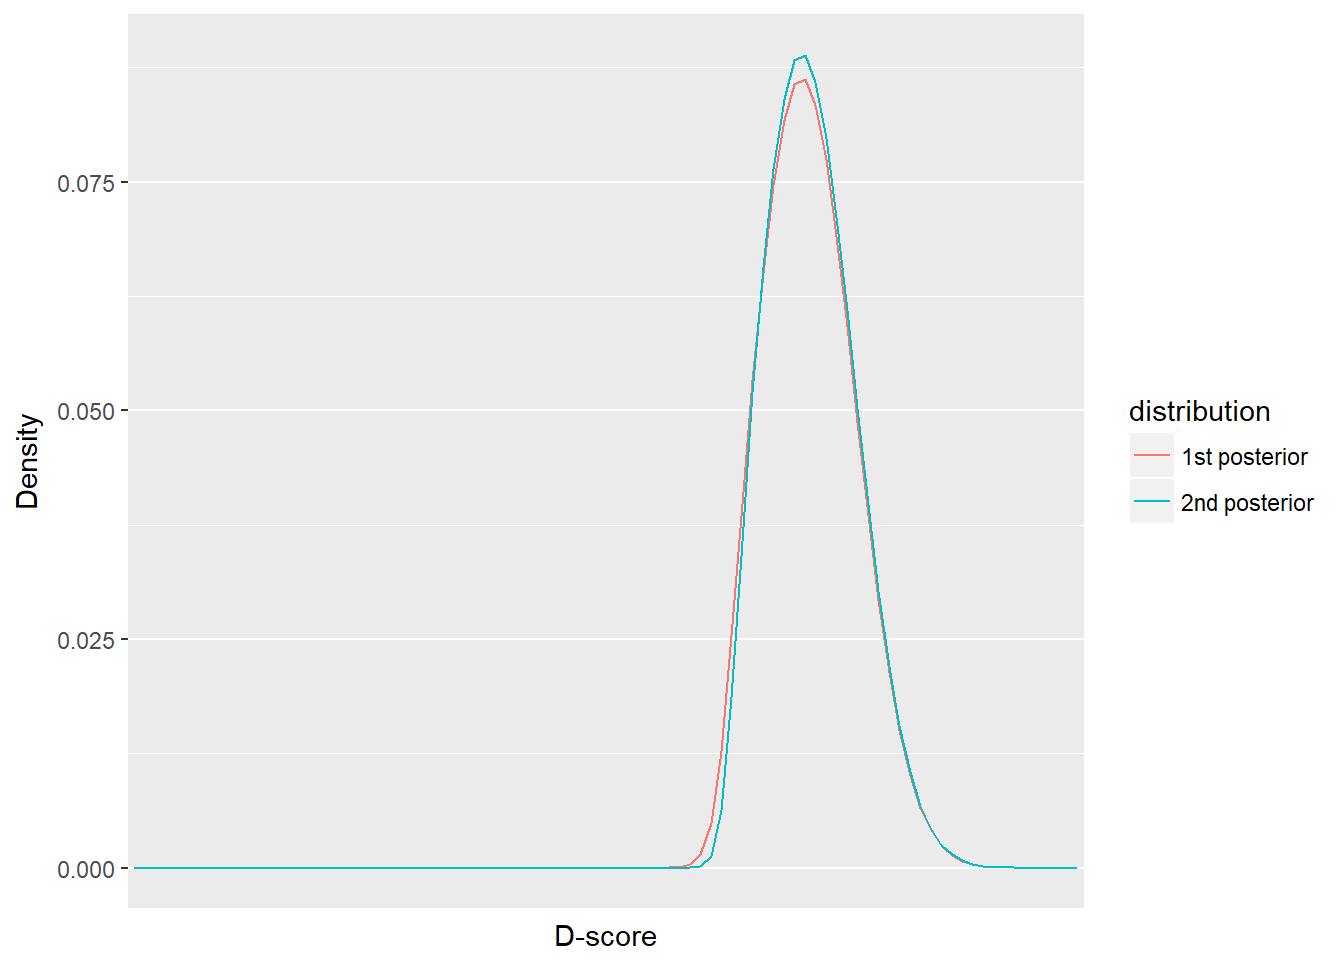 0.075
0.050
0.025
0.000
Density
D-score
distribution
1st posterior
2nd posterior